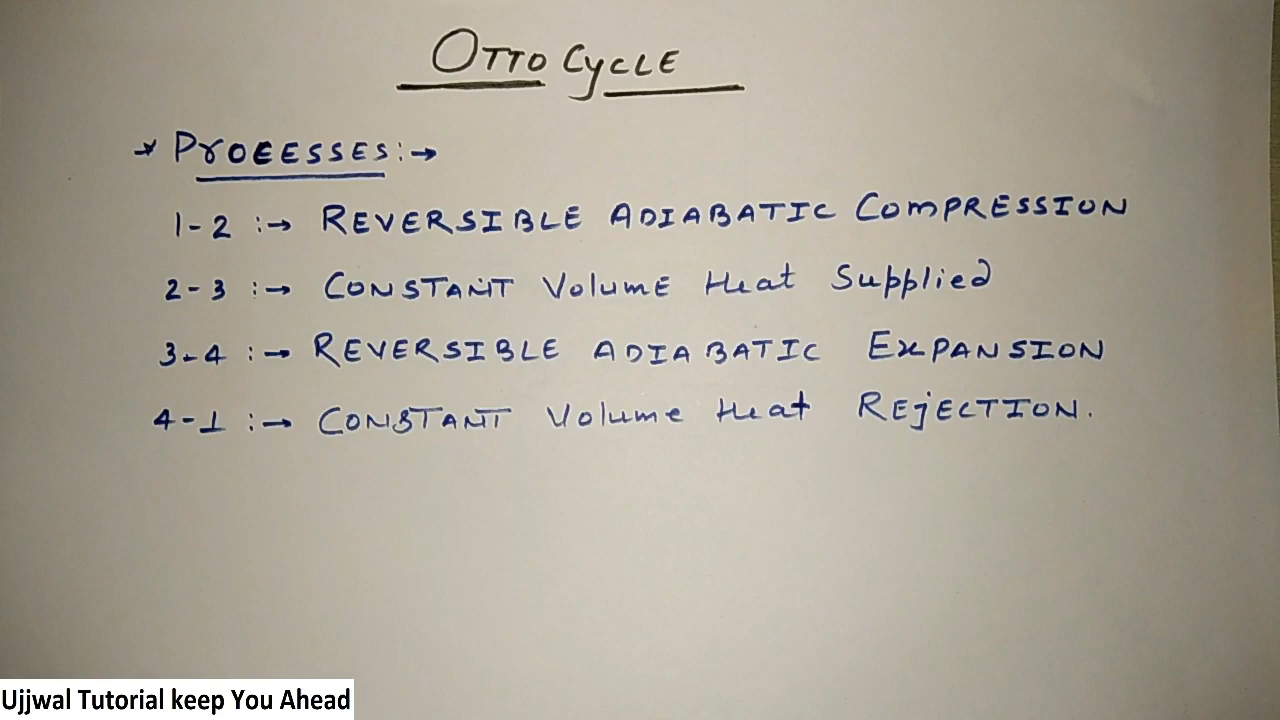 OTTO CyCLE
* PROCESSES:→
1-2 :→ REVERSIBLE ADIABATIC COMPRESSION
2-3 :→ CONSTANT VolumE Heat Supplied
3-4 :→ REVERSIBLE ADIABATIC EXPANSION
4-1 :→ CONSTANT Volume Heat REjECTION.
Ujjwal Tutorial keep You Ahead